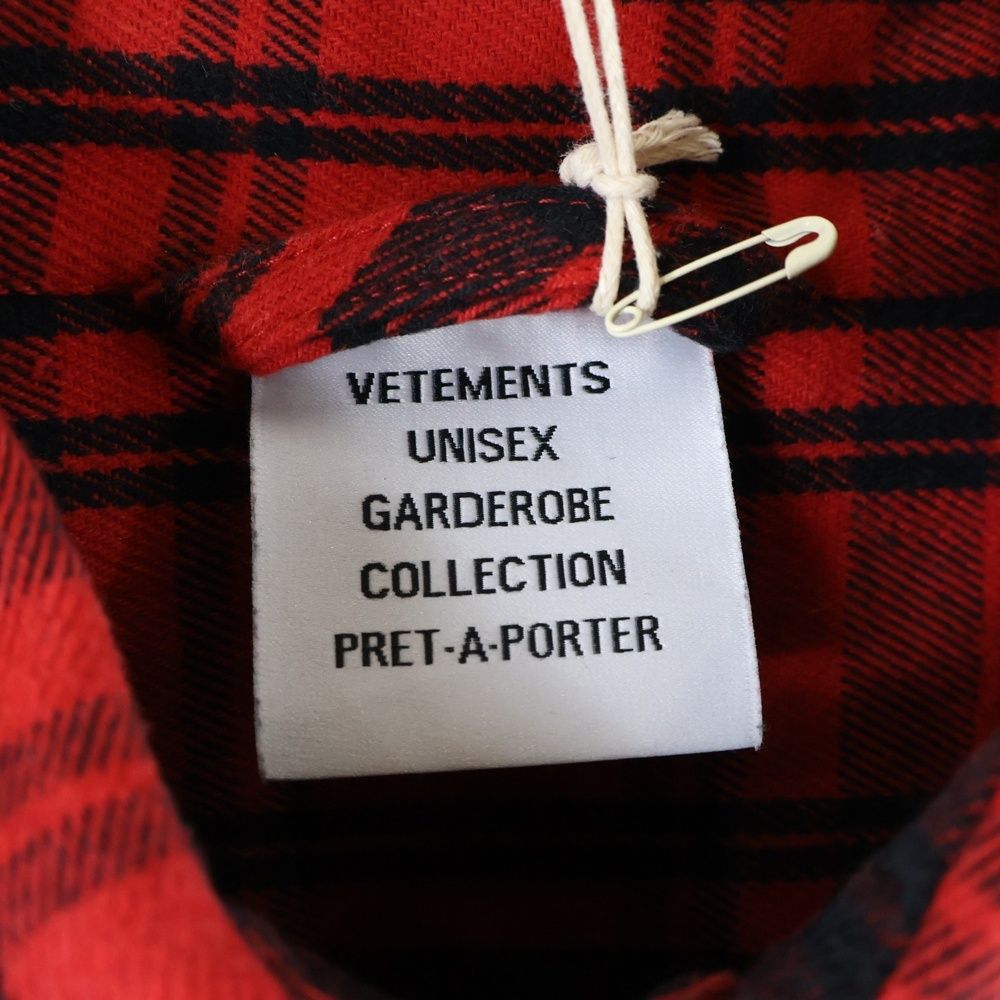 VETEMENTS
UNISEX
GARDEROBE
COLLECTION
PRET-A-PORTER